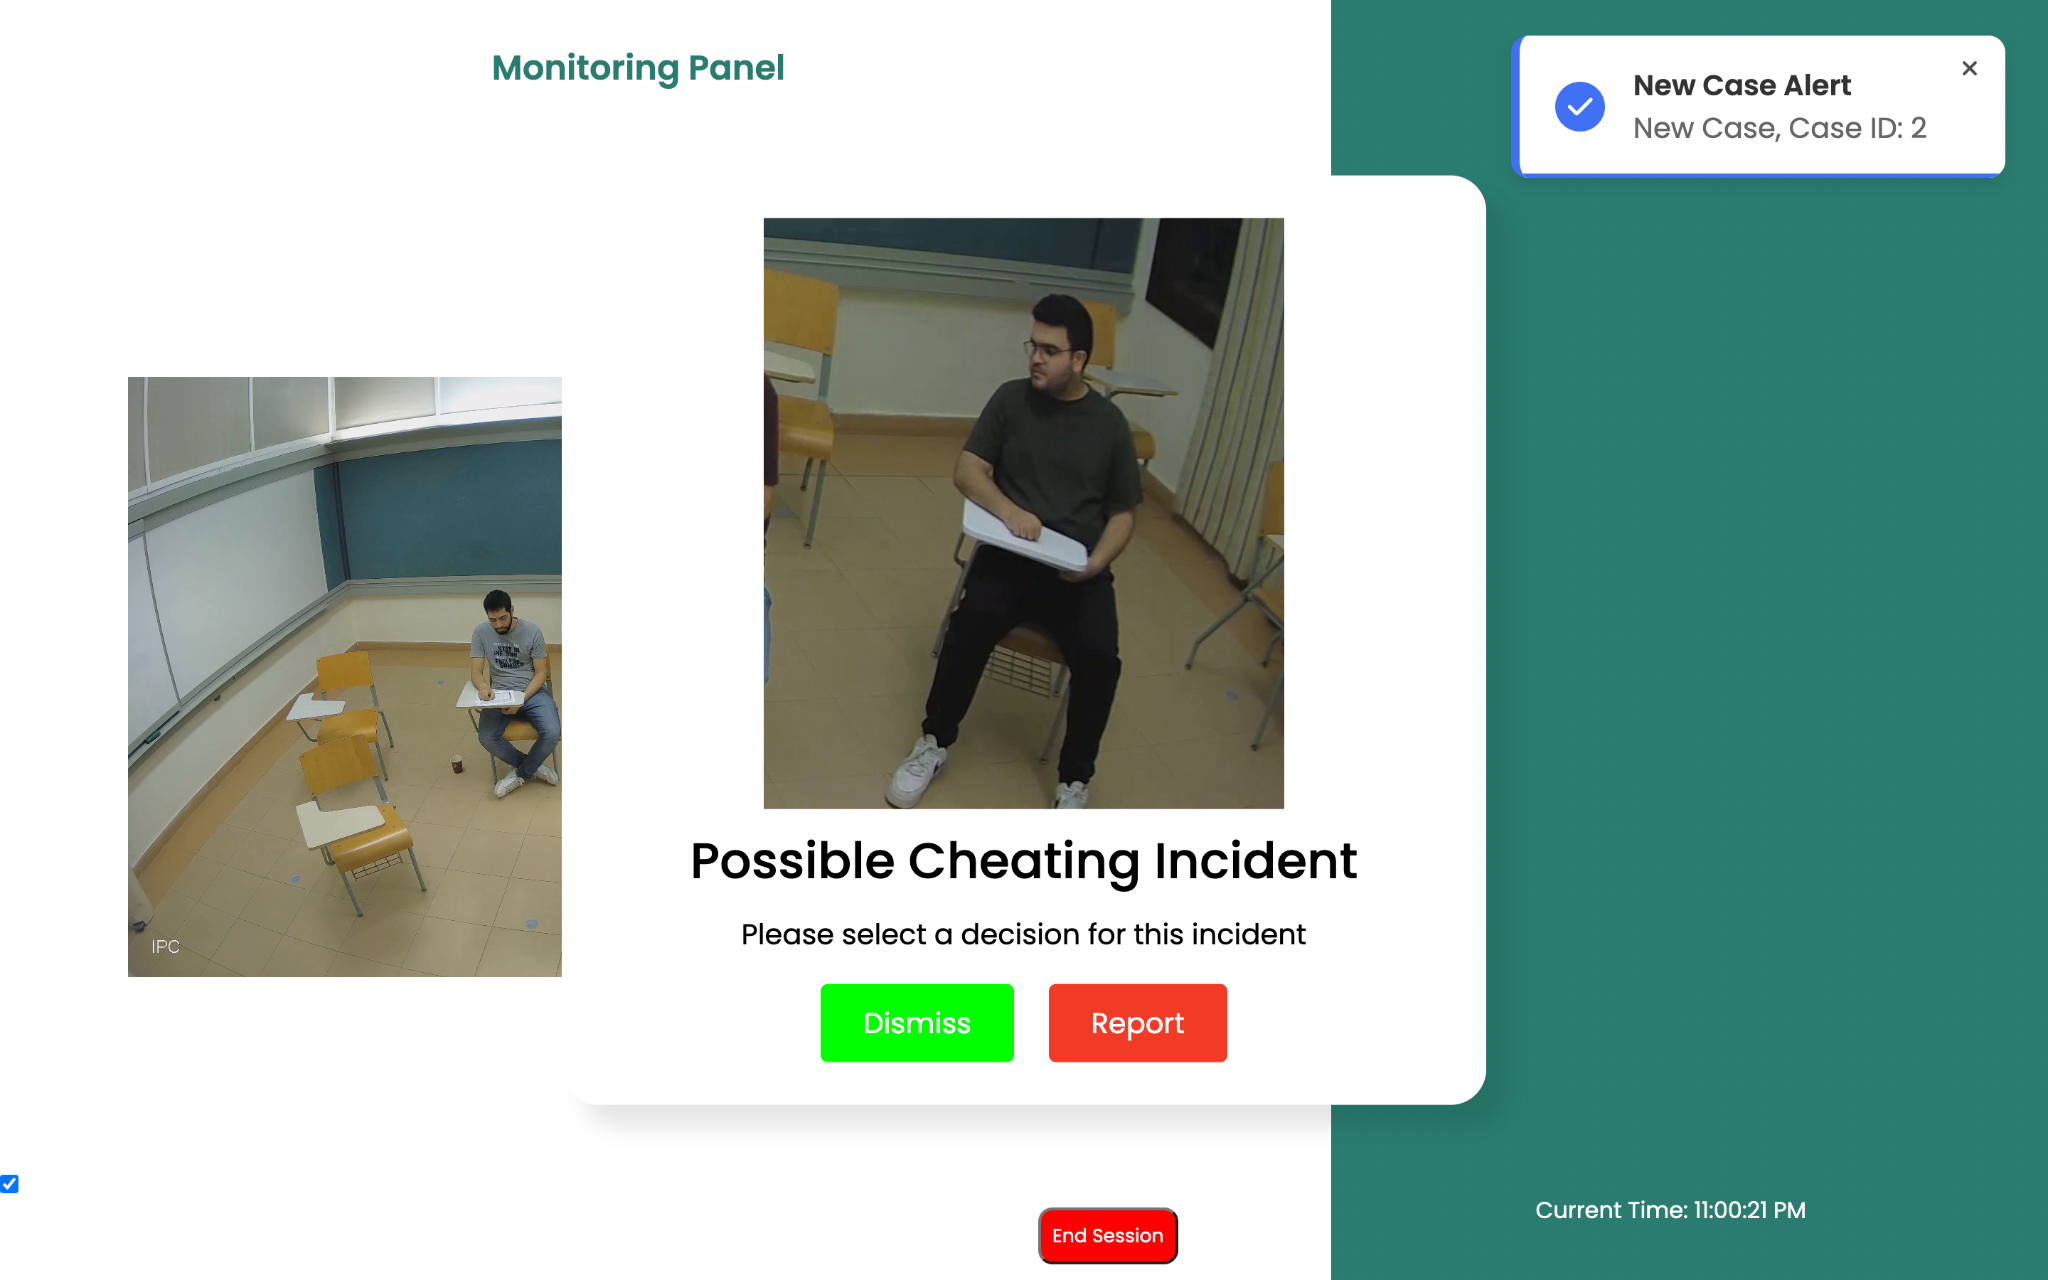 Monitoring Panel
New Case Alert
New Case, Case ID: 2
IPC
Possible Cheating Incident
Please select a decision for this incident
Dismiss
Report
End Session
Current Time: 11:00:21 PM